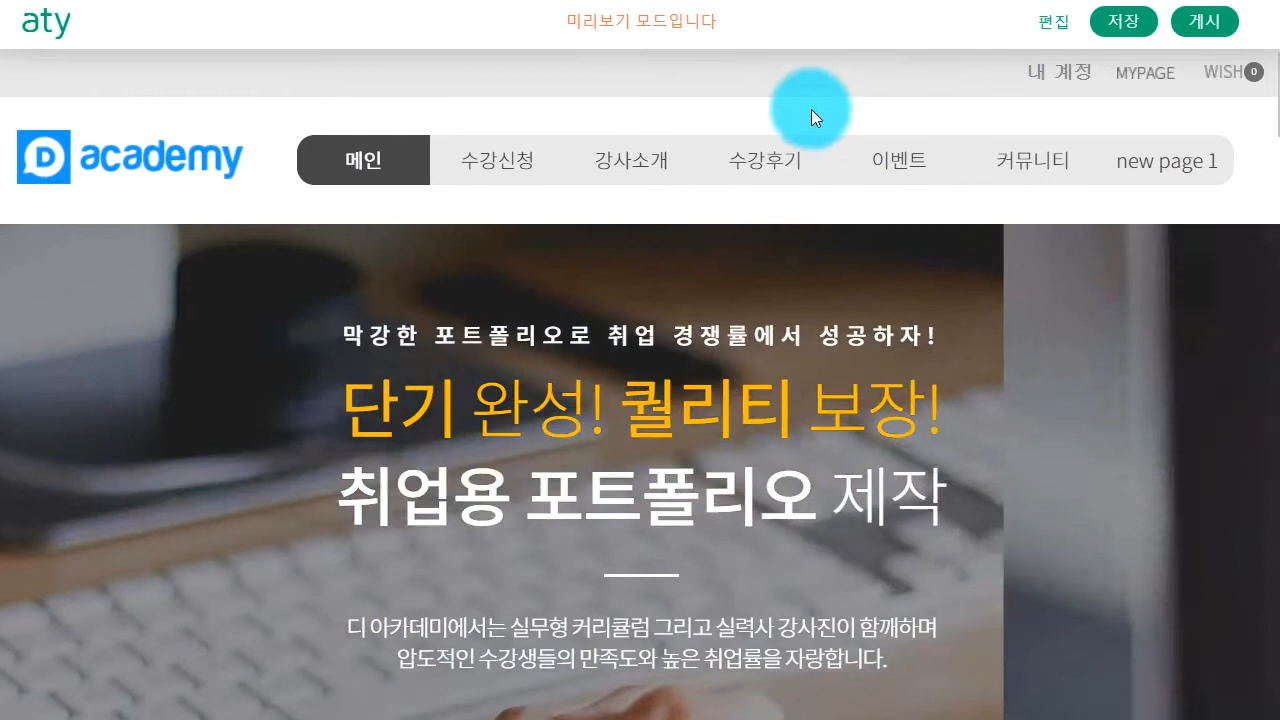 aty
미리보기 모드입니다
편집
저장
게시
내 계정
MYPAGE
WISH 0
D academy
메인
수강신청
강사소개
수강후기
이벤트
커뮤니티
new page 1
막강한 포트폴리오로 취업 경쟁률에서 성공하자!
단기 완성! 퀄리티 보장!
취업용 포트폴리오 제작
디 아카데미에서는 실무형 커리큘럼 그리고 실력사 강사진이 함께하며
압도적인 수강생들의 만족도와 높은 취업률을 자랑합니다.